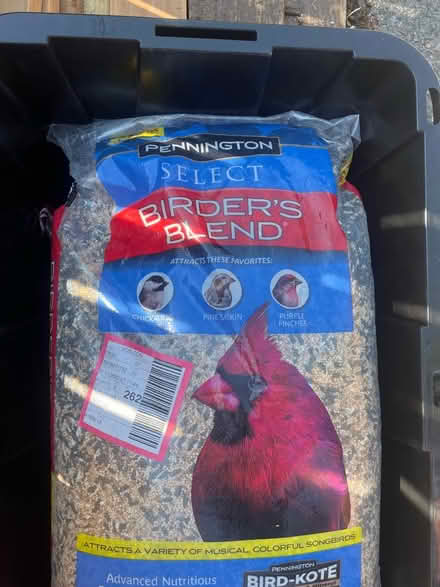 PENNINGTON
SELECT
BIRDER'S
BLEND®
ATTRACTS THESE FAVORITES:
PINE SISKIN
PURPLE
FINCHES
262
ATTRACTS A VARIETY OF MUSICAL, COLORFUL SONGBIRDS
Advanced Nutritious
PENNINGTON
BIRD-KOTE